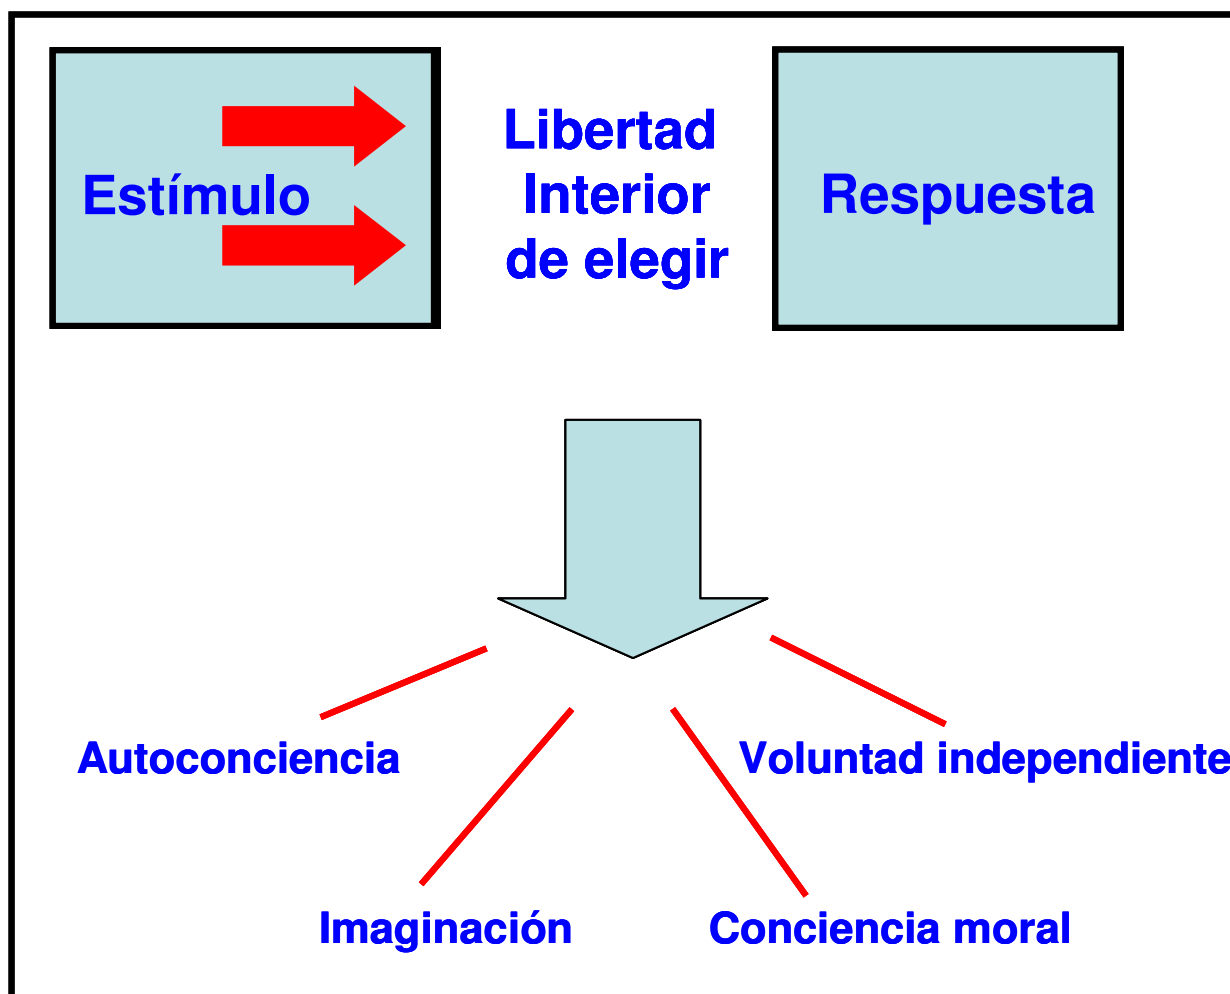 Estímulo
Libertad
Interior
de elegir
Respuesta
Autoconciencia
Voluntad independiente
Imaginación
Conciencia moral